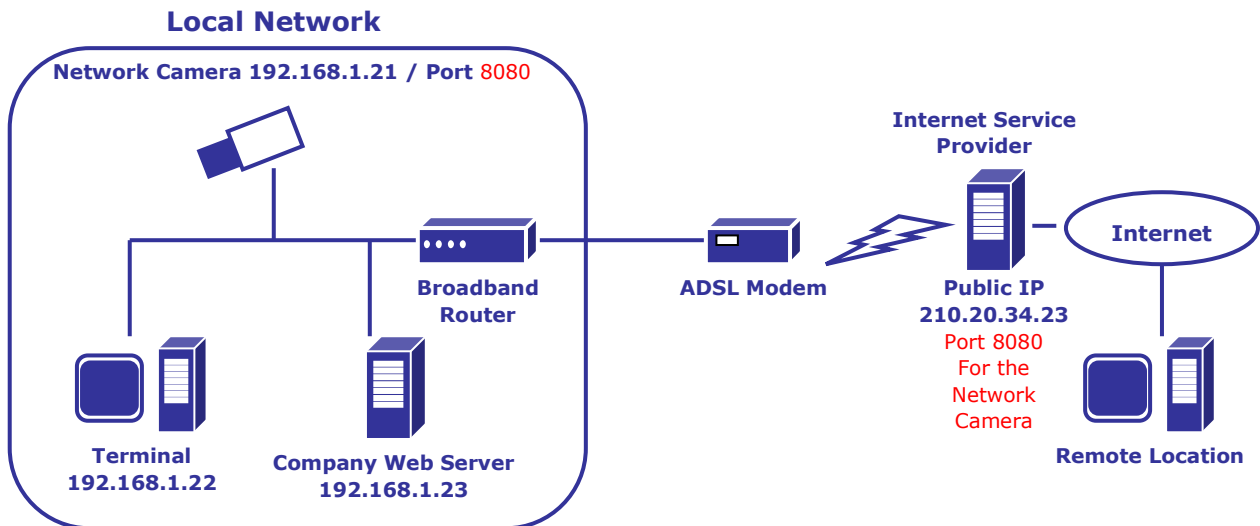 Local Network
Network Camera 192.168.1.21 / Port 8080
Internet Service
Provider
Internet
Broadband
Router
ADSL Modem
Public IP
210.20.34.23
Port 8080
For the
Network
Camera
Terminal
192.168.1.22
Company Web Server
192.168.1.23
Remote Location